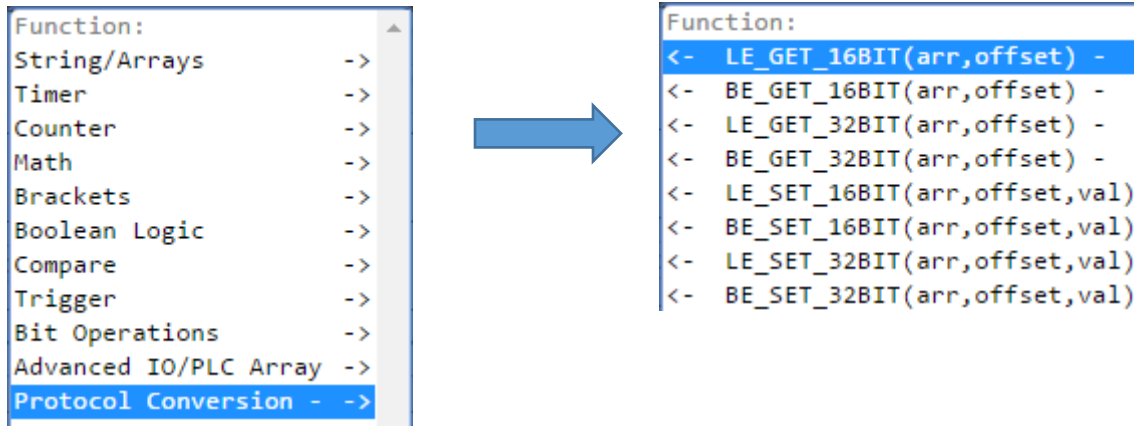 Function:
String/Arrays ->
Timer ->
Counter ->
Math ->
Brackets ->
Boolean Logic ->
Compare ->
Trigger ->
Bit Operations ->
Advanced IO/PLC Array ->
Protocol Conversion - ->
Function:
<- LE_GET_16BIT(arr,offset) -
<- BE_GET_16BIT(arr,offset) -
<- LE_GET_32BIT(arr,offset) -
<- BE_GET_32BIT(arr,offset) -
<- LE_SET_16BIT(arr,offset,val)
<- BE_SET_16BIT(arr,offset,val)
<- LE_SET_32BIT(arr,offset,val)
<- BE_SET_32BIT(arr,offset,val)